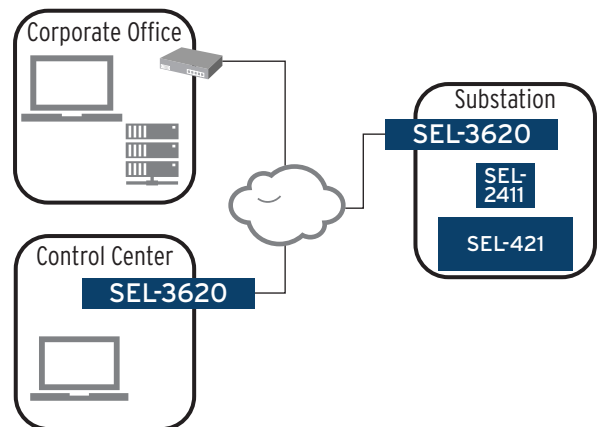 Corporate Office
Substation
SEL-3620
SEL-
2411
SEL-421
Control Center
SEL-3620